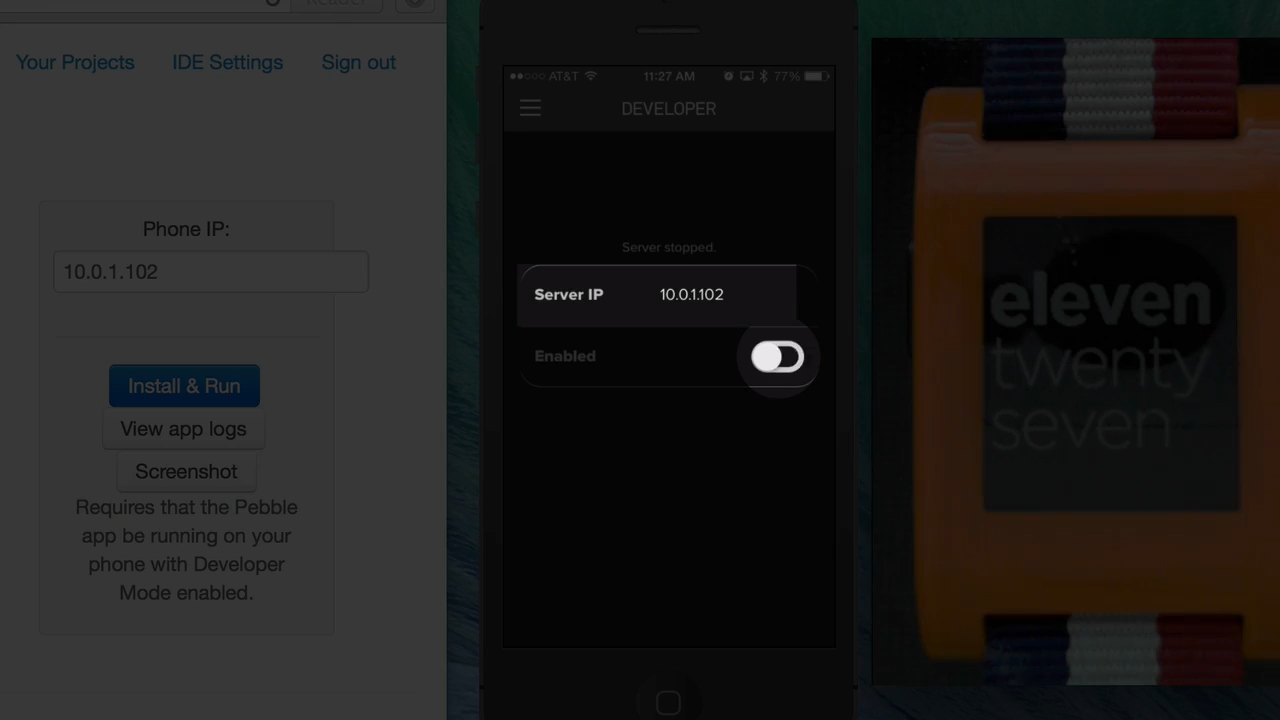 Reader
Your Projects IDE Settings Sign out
Phone IP:
10.0.1.102
Install & Run
View app logs
Screenshot
Requires that the Pebble
app be running on your
phone with Developer
Mode enabled.
AT&T 11:27 AM 77%
DEVELOPER
Server stopped.
Server IP 10.0.1.102
Enabled
eleven
twenty
seven